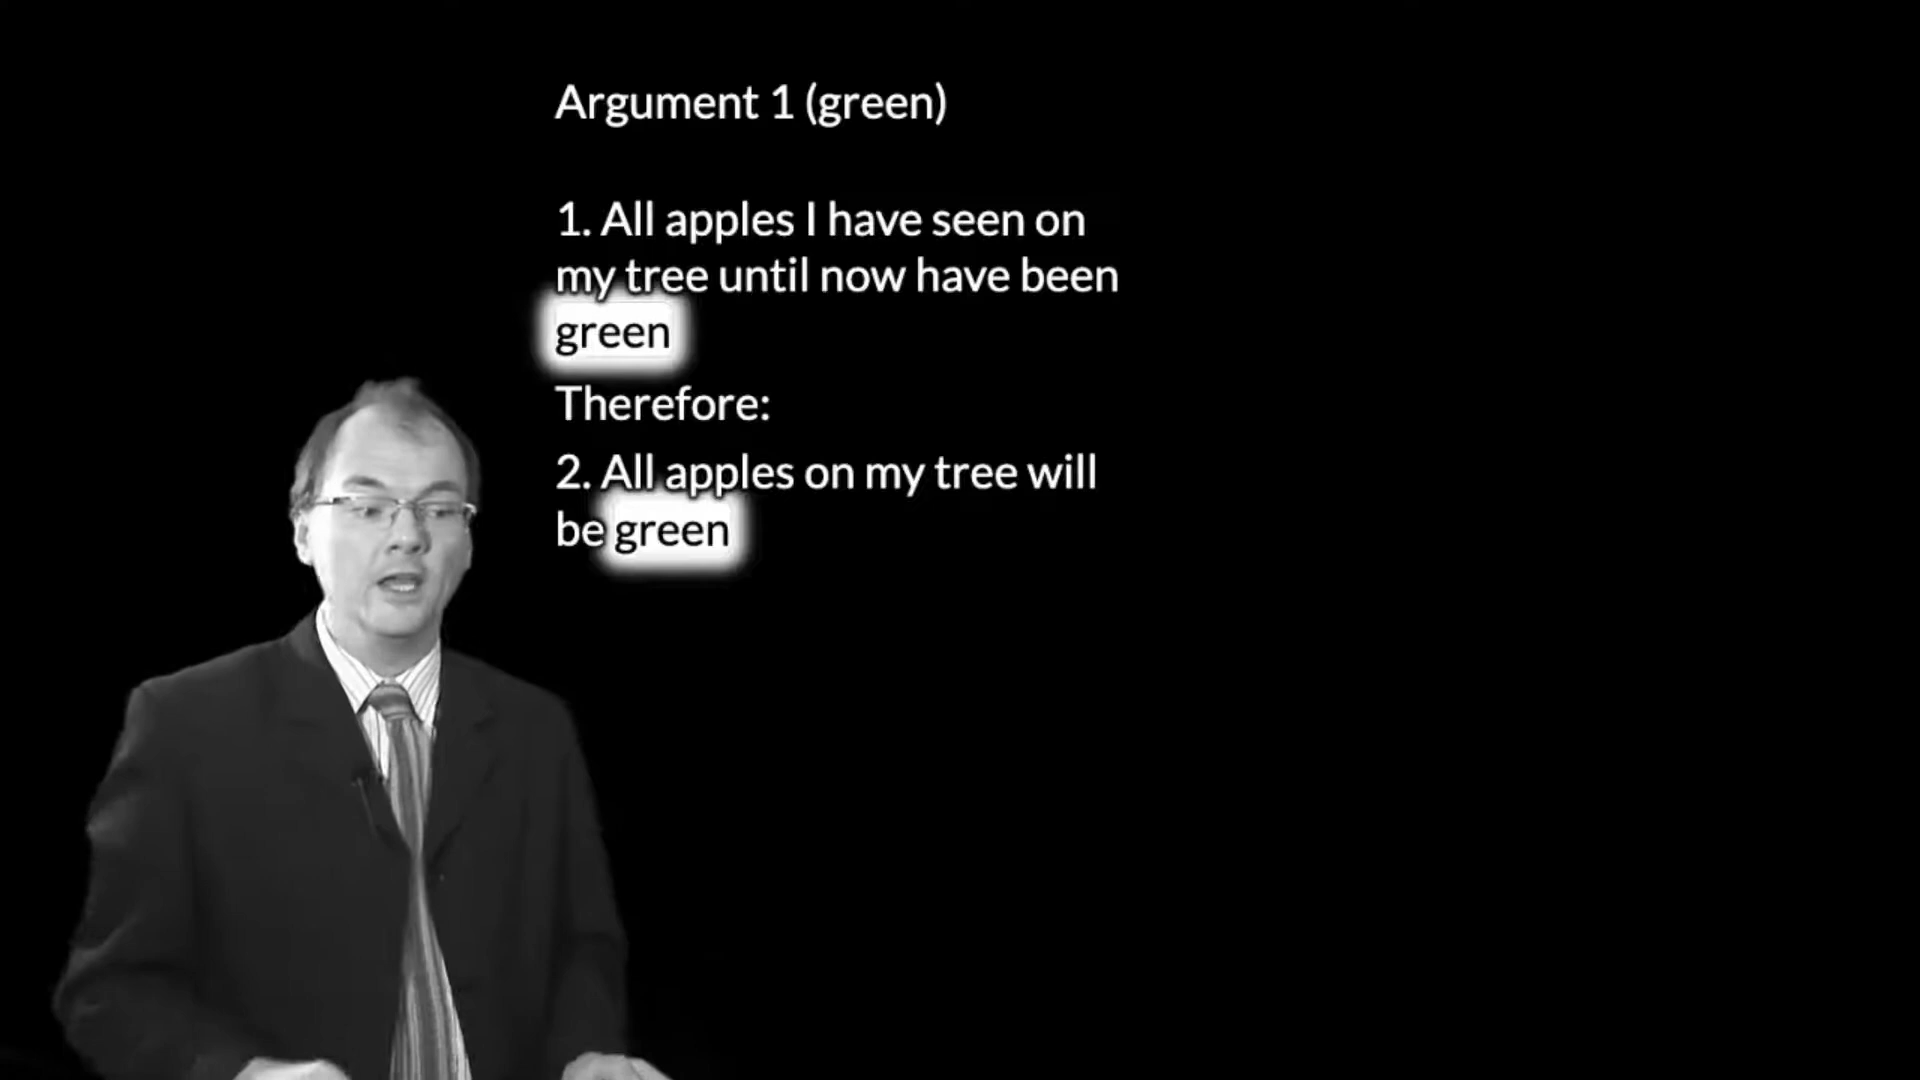 Argument 1 (green)
1. All apples I have seen on
my tree until now have been
green
Therefore:
2. All apples on my tree will
be green